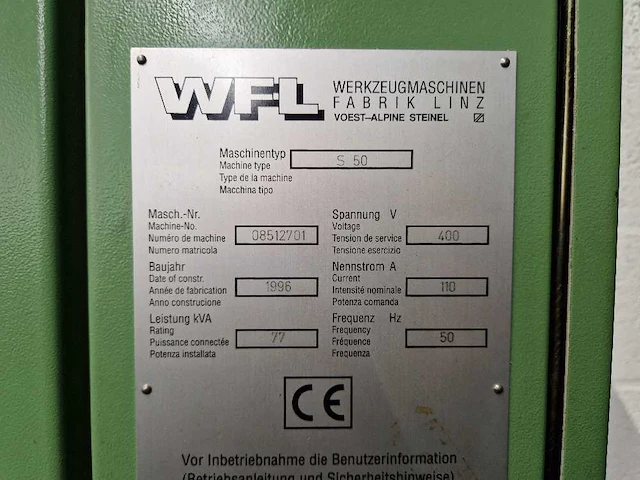 WFL
WERKZEUGMASCHINEN
FABRIK LINZ
VOEST-ALPINE STEINEL
Maschinentyp
Machine type
Type de la machine
Macchina tipo
S 50
Masch.-Nr.
Machine-No.
Numéro de machine
Numero matricola
08512701
Spannung V
Voltage
Tension de service
Tensione esercizio
400
Baujahr
Date of constr.
Année de fabrication
Anno construcione
1996
Nennstrom A
Current
Intensité nominale
Potenza comanda
110
Leistung kVA
Rating
Puissance connectée
Potenza installata
77
Frequenz Hz
Frequency
Fréquence
Frequenza
50
CE
Vor Inbetriebnahme die Benutzerinformation
(Betriebsanleitung und Sicherheitshinweise)